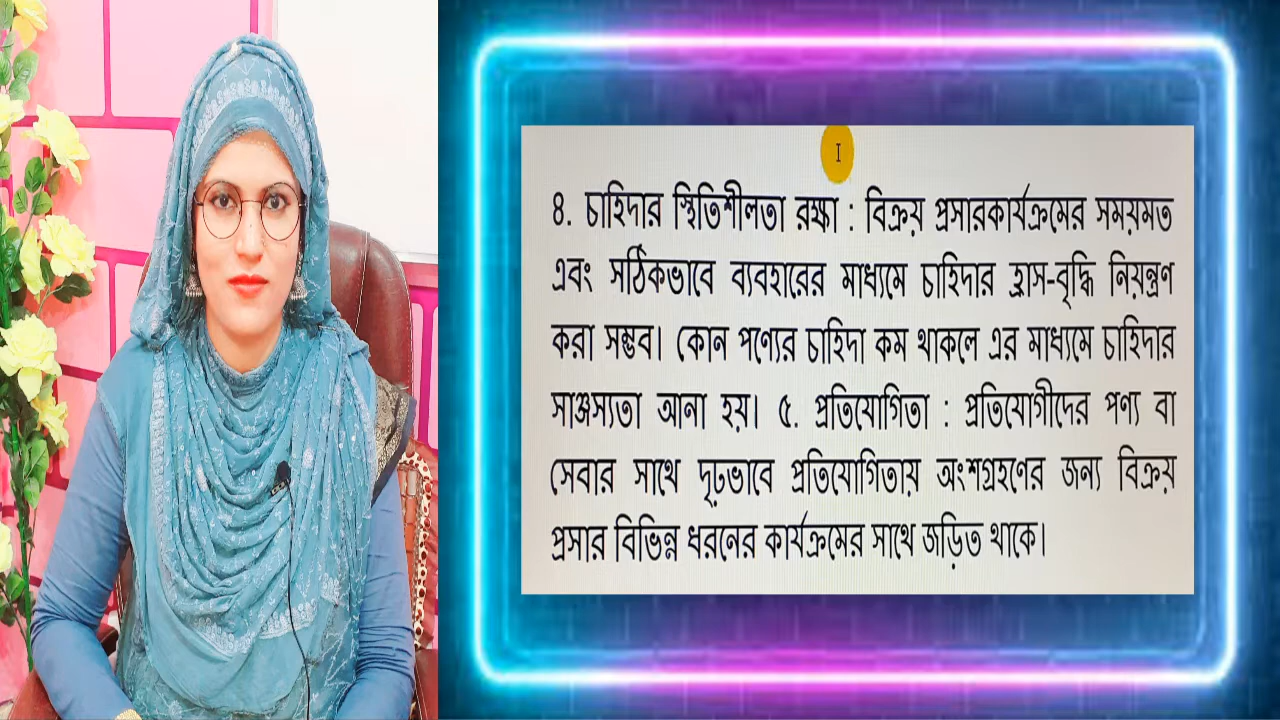 ৪. চাহিদার স্থিতিশীলতা রক্ষা : বিক্রয় প্রসারকার্যক্রমের সময়মত
এবং সঠিকভাবে ব্যবহারের মাধ্যমে চাহিদার হ্রাস-বৃদ্ধি নিয়ন্ত্রণ
করা সম্ভব। কোন পণ্যের চাহিদা কম থাকলে এর মাধ্যমে চাহিদার
সাঞ্জস্যতা আনা হয়। ৫. প্রতিযোগিতা : প্রতিযোগীদের পণ্য বা
সেবার সাথে দৃঢ়ভাবে প্রতিযোগিতায় অংশগ্রহণের জন্য বিক্রয়
প্রসার বিভিন্ন ধরনের কার্যক্রমের সাথে জড়িত থাকে।